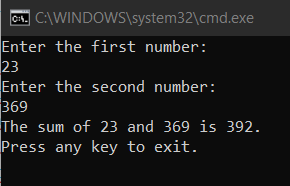 C:\WINDOWS\system32\cmd.exe
Enter the first number:
23
Enter the second number:
369
The sum of 23 and 369 is 392.
Press any key to exit.